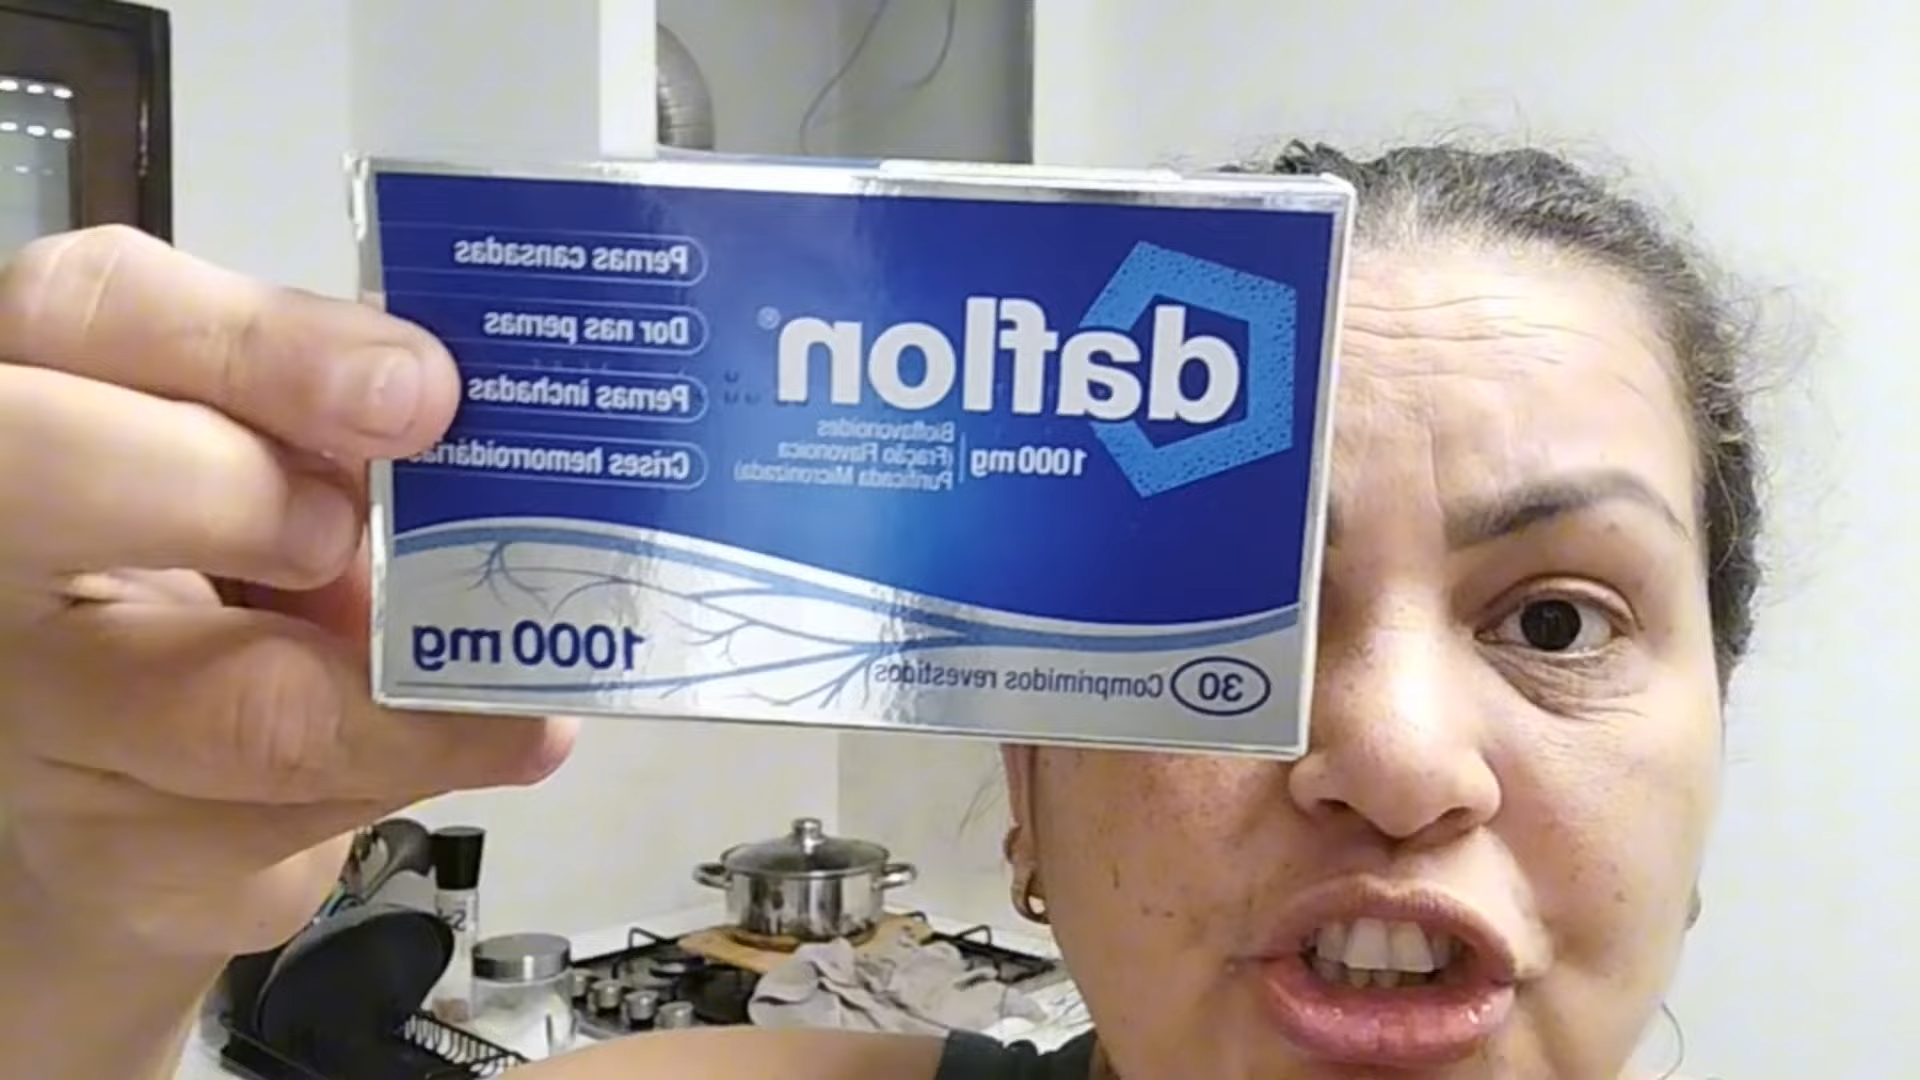 daflon®
1000 mg
Bioflavonoides
(Fração Flavonoica
Purificada Micronizada)
Pernas cansadas
Dor nas pernas
Pernas inchadas
Crises hemorroidárias
30 Comprimidos revestidos
1000 mg